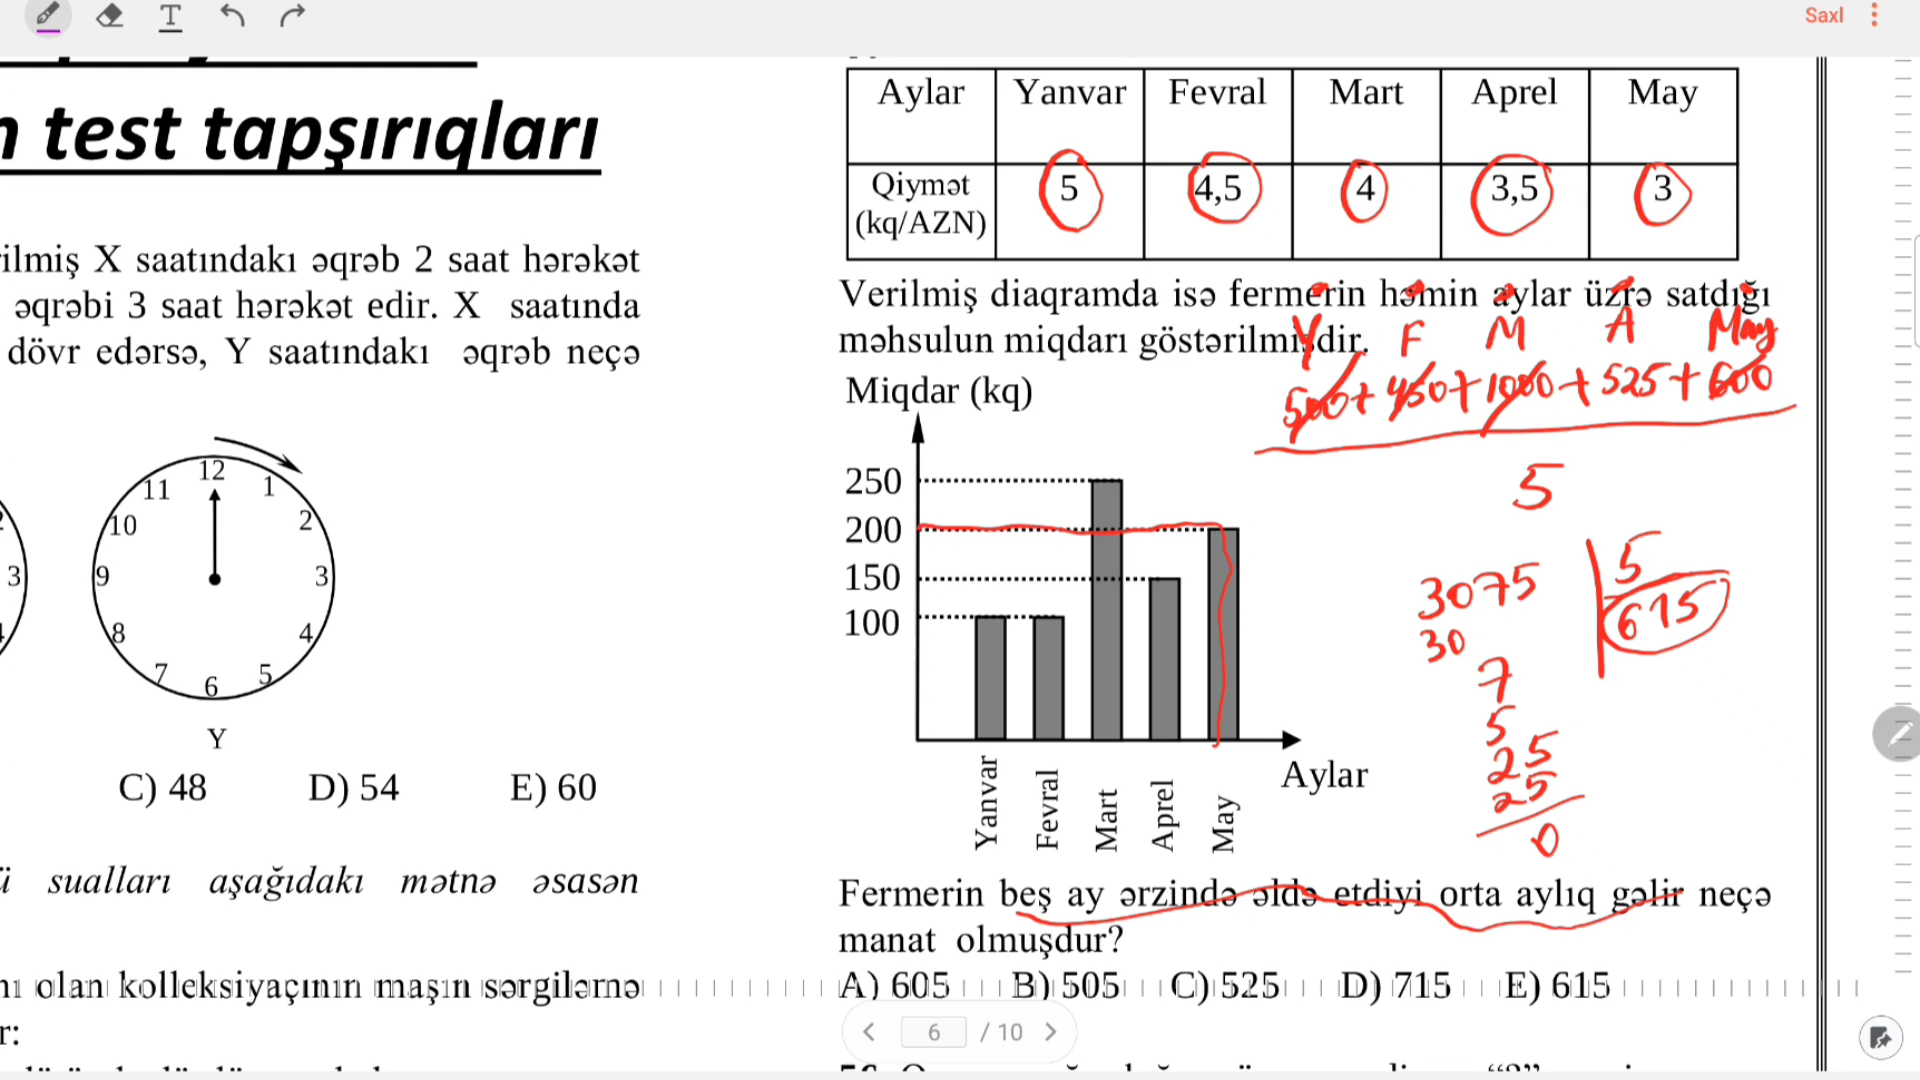 Saxl
test tapşırıqları
X saatındakı əqrəb 2 saat hərəkət
əqrəbi 3 saat hərəkət edir. X saatında
dövr edərsə, Y saatındakı əqrəb neçə
12
11
1
10
2
9
3
8
4
7
5
6
3
Y
C) 48 D) 54 E) 60
sualları aşağıdakı mətnə əsasən
olan kolleksiyaçının maşın sərgilərnə
r:
Aylar Yanvar Fevral Mart Aprel May
Qiymət (kq/AZN) 5 4,5 4 3,5 3
Verilmiş diaqramda isə fermerin həmin aylar üzrə satdığı
məhsulun miqdarı göstərilmişdir.
Y F M A May
500+450+1000+525+600
5
Miqdar (kq)
250
200
150
100
Yanvar
Fevral
Mart
Aprel
May
Aylar
3075 5
30 615
7
5
25
25
0
Fermerin beş ay ərzində əldə etdiyi orta aylıq gəlir neçə
manat olmuşdur?
A) 605 B) 505 C) 525 D) 715 E) 615
6 / 10